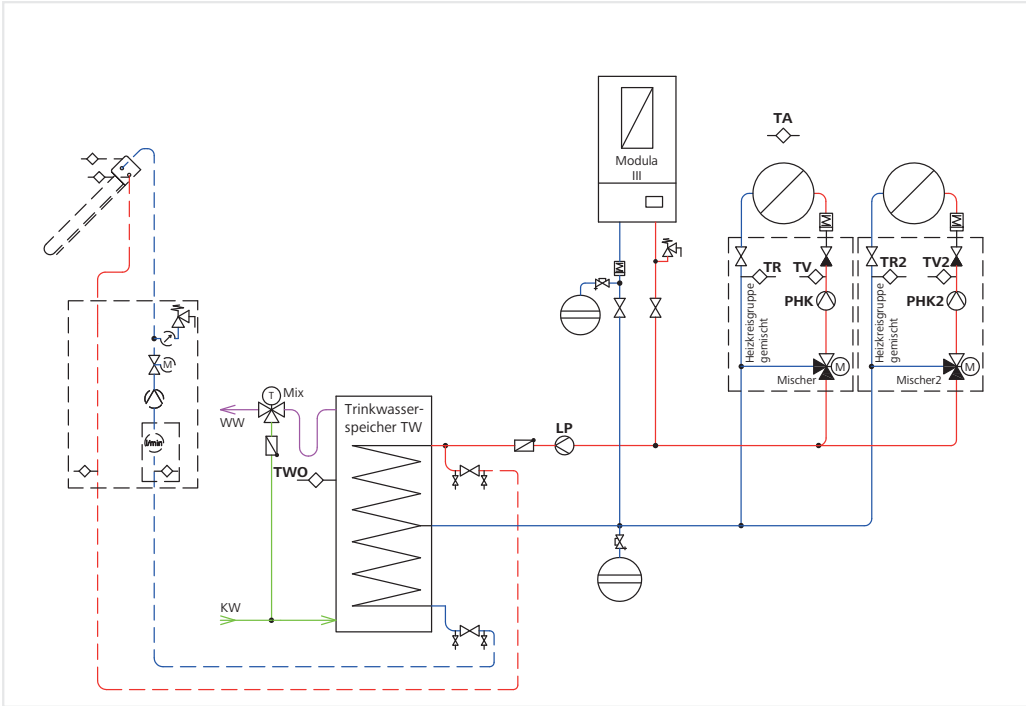 TA
Modula
III
TR
TV
TR2
TV2
PHK
PHK2
Heizkreisgruppe
gemischt
Heizkreisgruppe
gemischt
M
Mischer
M
Mischer2
M
l/min
T
Mix
WW
Trinkwasser-
speicher TW
LP
TWO
KW